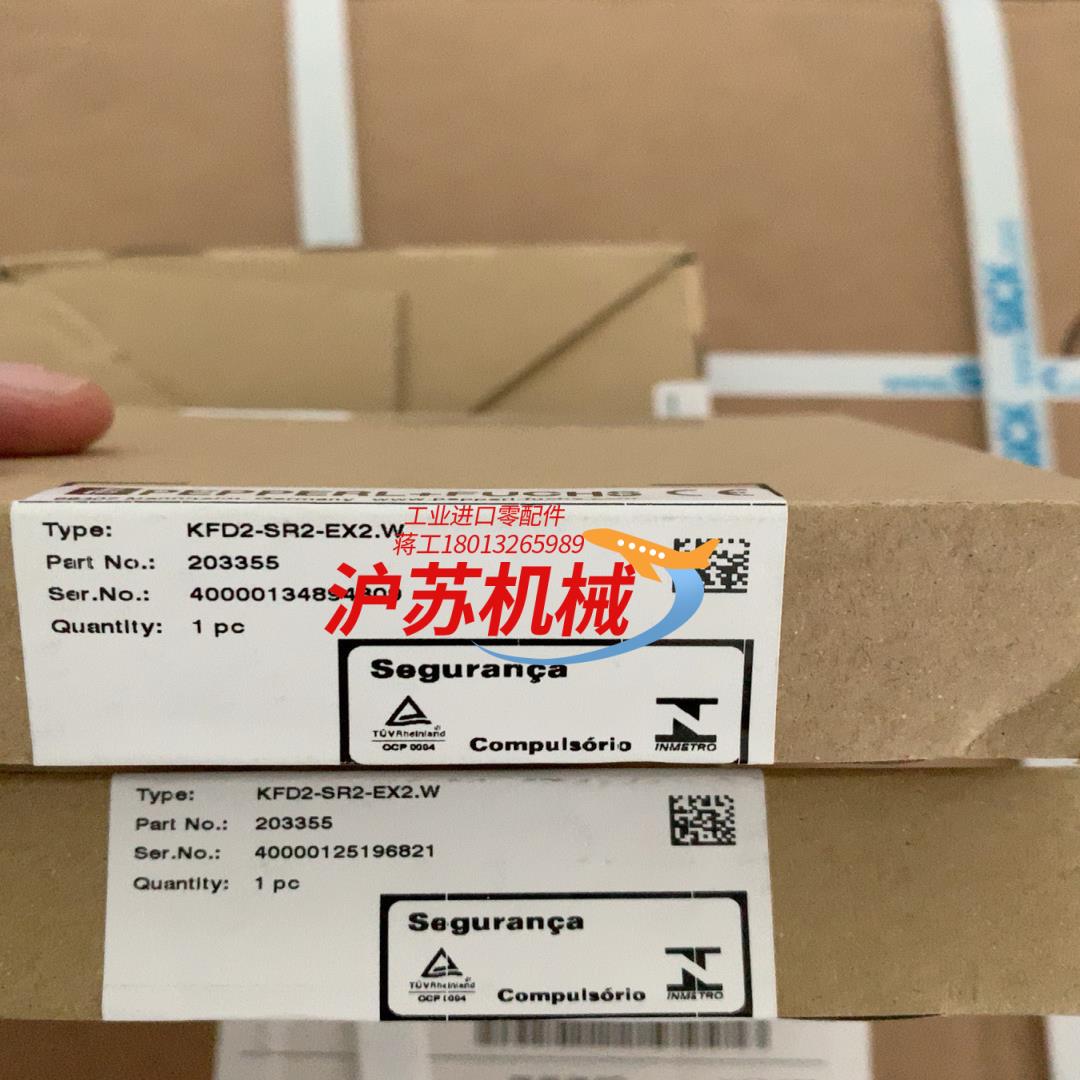 SICK
SICK
PEPPERL+FUCHS CE
Type: KFD2-SR2-EX2.W
工业进口零配件
蒋工18013265989
Part No.: 203355
沪苏机械
Ser.No.:
Quantity: 1 pc
Segurança
TÜVRheinland
OCP 0004
Compulsório
INMETRO
Type: KFD2-SR2-EX2.W
Part No.: 203355
Ser.No.: 40000125196821
Quantity: 1 pc
Segurança
TÜVRheinland
OCP 0004
Compulsório
INMETRO